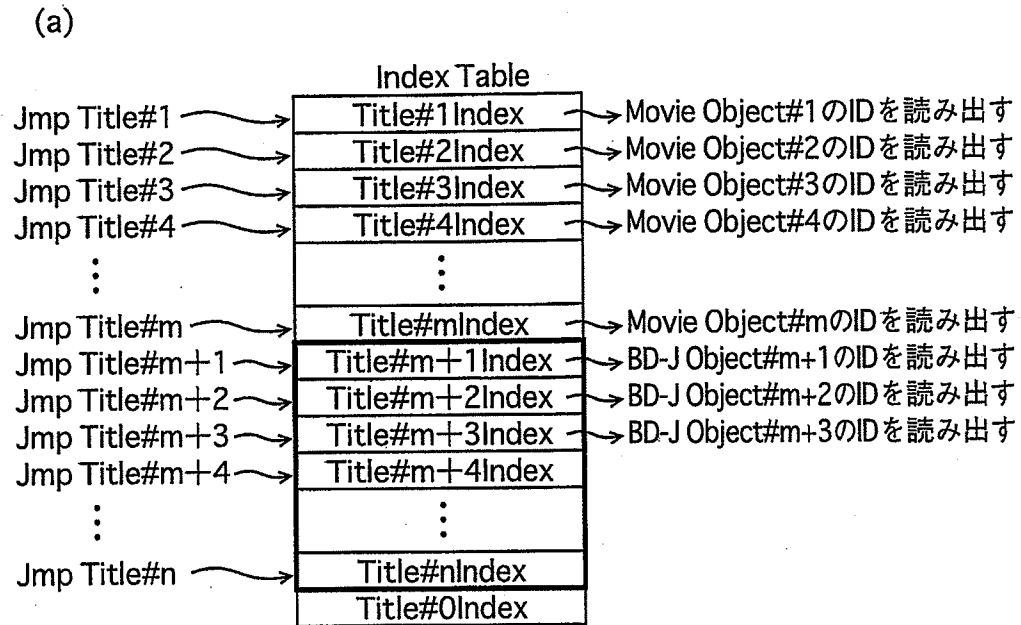 (a)
Index Table
Jmp Title#1 Title#1Index Movie Object#1のIDを読み出す
Jmp Title#2 Title#2Index Movie Object#2のIDを読み出す
Jmp Title#3 Title#3Index Movie Object#3のIDを読み出す
Jmp Title#4 Title#4Index Movie Object#4のIDを読み出す
⋮ ⋮
Jmp Title#m Title#mIndex Movie Object#mのIDを読み出す
Jmp Title#m+1 Title#m+1Index BD-J Object#m+1のIDを読み出す
Jmp Title#m+2 Title#m+2Index BD-J Object#m+2のIDを読み出す
Jmp Title#m+3 Title#m+3Index BD-J Object#m+3のIDを読み出す
Jmp Title#m+4 Title#m+4Index
⋮ ⋮
Jmp Title#n Title#nIndex
Title#0Index